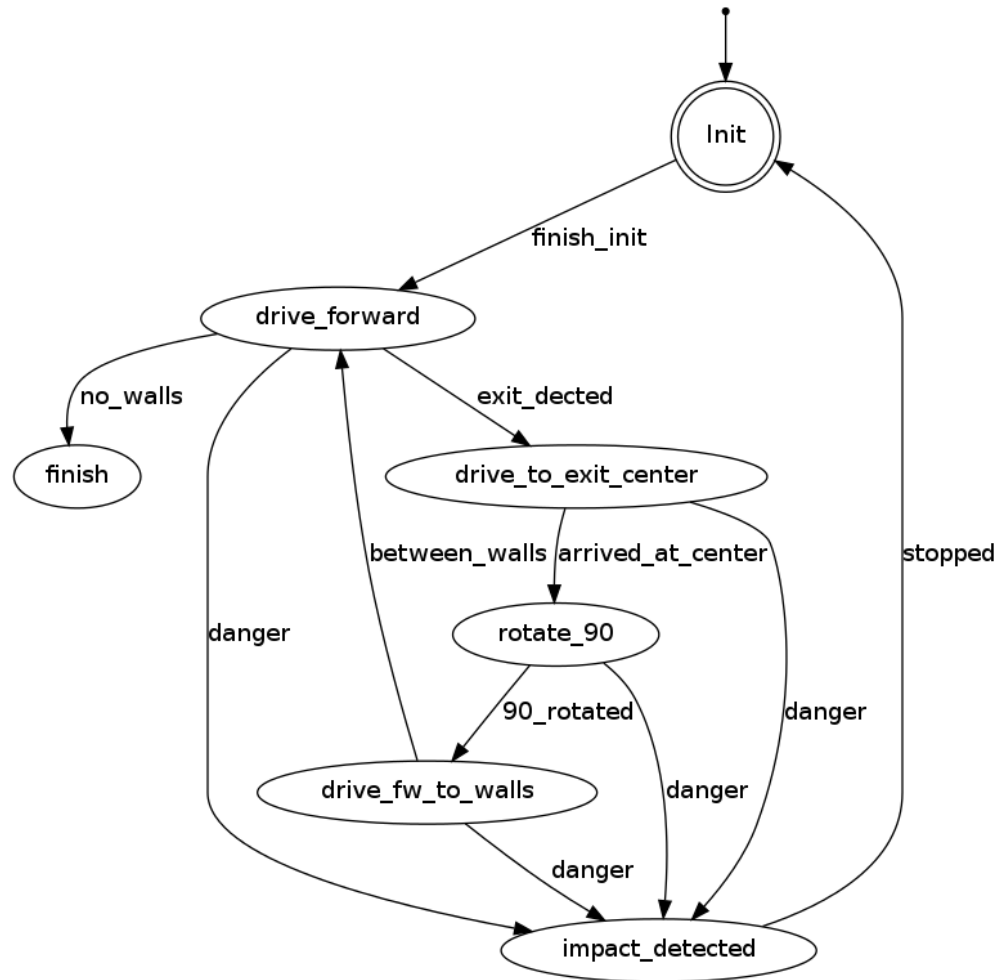 Init
finish_init
drive_forward
no_walls
exit_dected
finish
drive_to_exit_center
between_walls
arrived_at_center
stopped
danger
rotate_90
90_rotated
danger
drive_fw_to_walls
danger
danger
impact_detected